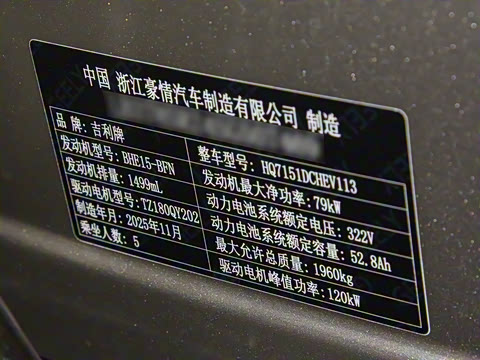 中国 浙江豪情汽车制造有限公司 制造
品 牌:吉利牌
整车型号:HQ7151DCHEV113
发动机型号:BHE15-BFN
发动机最大净功率:79kW
发动机排量:1499mL
动力电池系统额定电压:322V
驱动电机型号:TZ180QY202
动力电池系统额定容量:52.8Ah
制造年月:2025年11月
最大允许总质量:1960kg
乘坐人数:5
驱动电机峰值功率:120kW